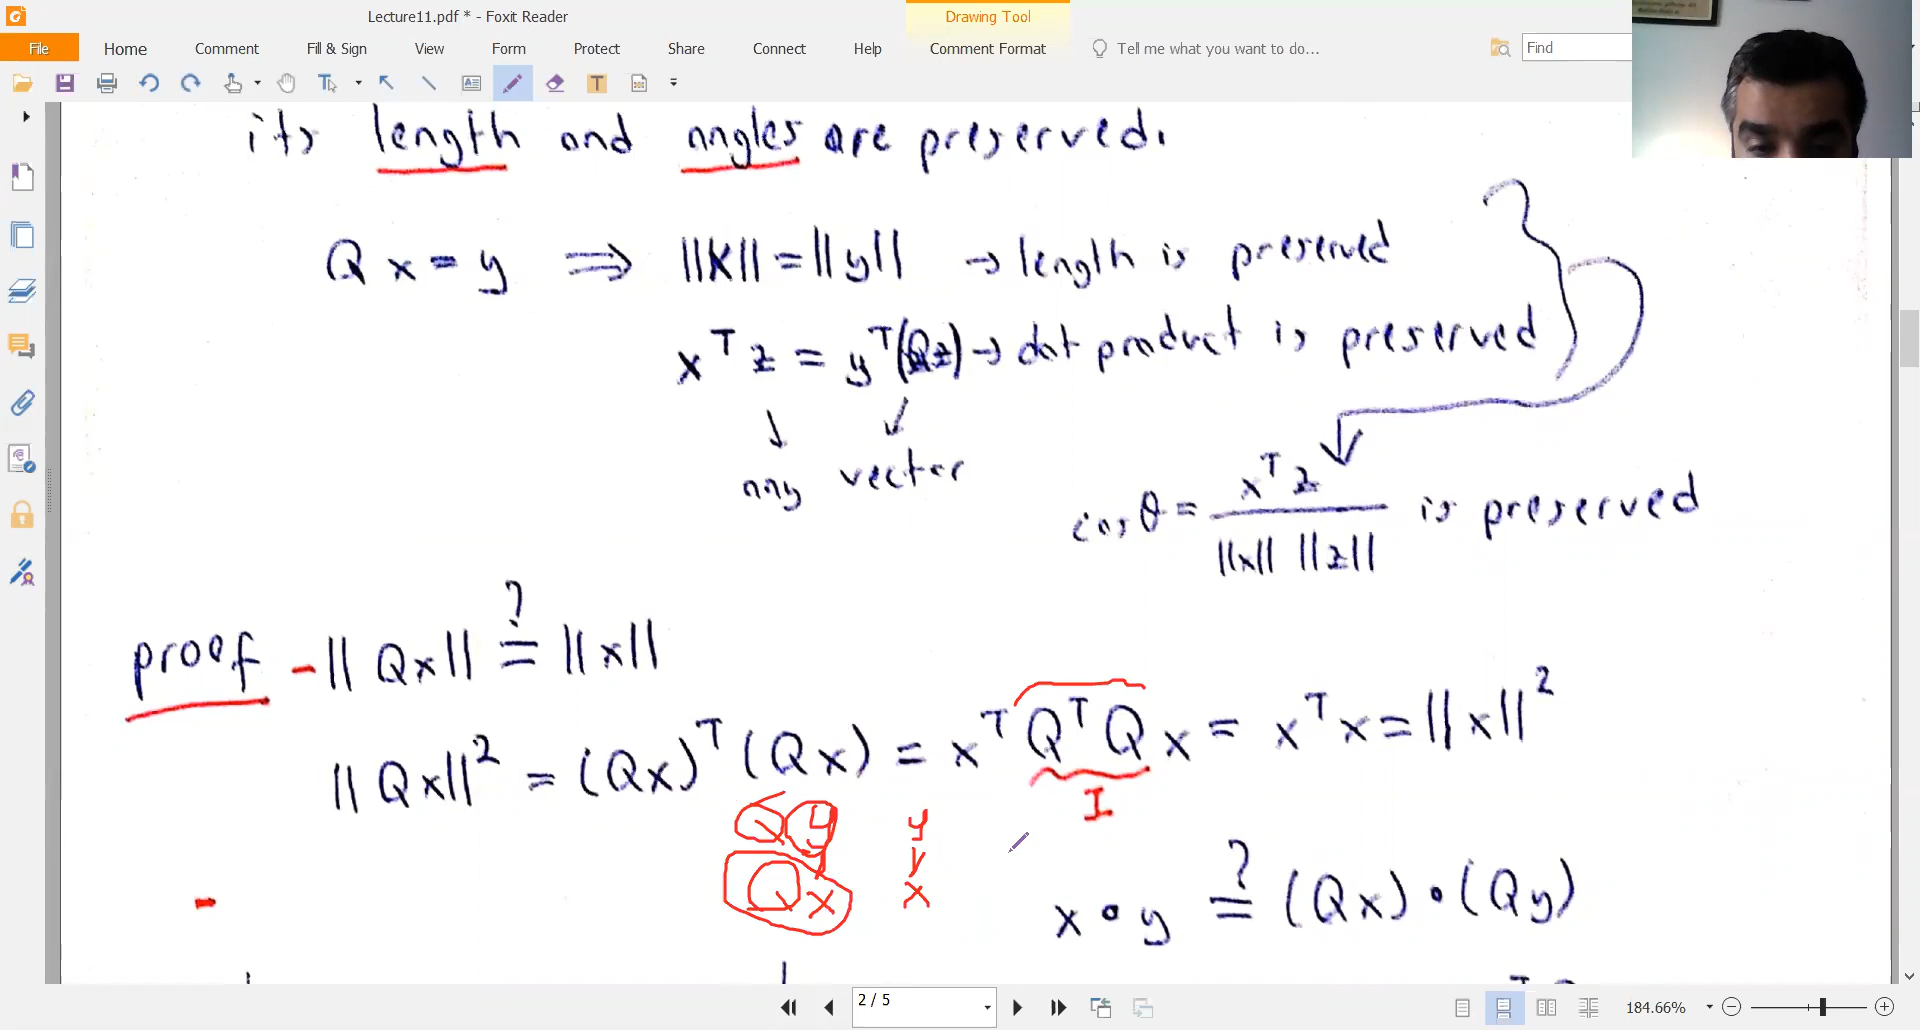 Lecture11.pdf * - Foxit Reader
Drawing Tool
File Home Comment Fill & Sign View Form Protect Share Connect Help Comment Format Tell me what you want to do... Find
its length and angles are preserved.
Qx = y ⟹ ||x|| = ||y|| → length is preserved
x^T z = y^T(Qz) → dot product is preserved
any vector
cos θ = x^T z / ||x|| ||z|| is preserved
proof - ||Qx|| ≟ ||x||
||Qx||² = (Qx)^T (Qx) = x^T Q^T Q x = x^T x = ||x||²
I
Q y y
Q x x
x • y ≟ (Qx) • (Qy)
2 / 5
184.66%